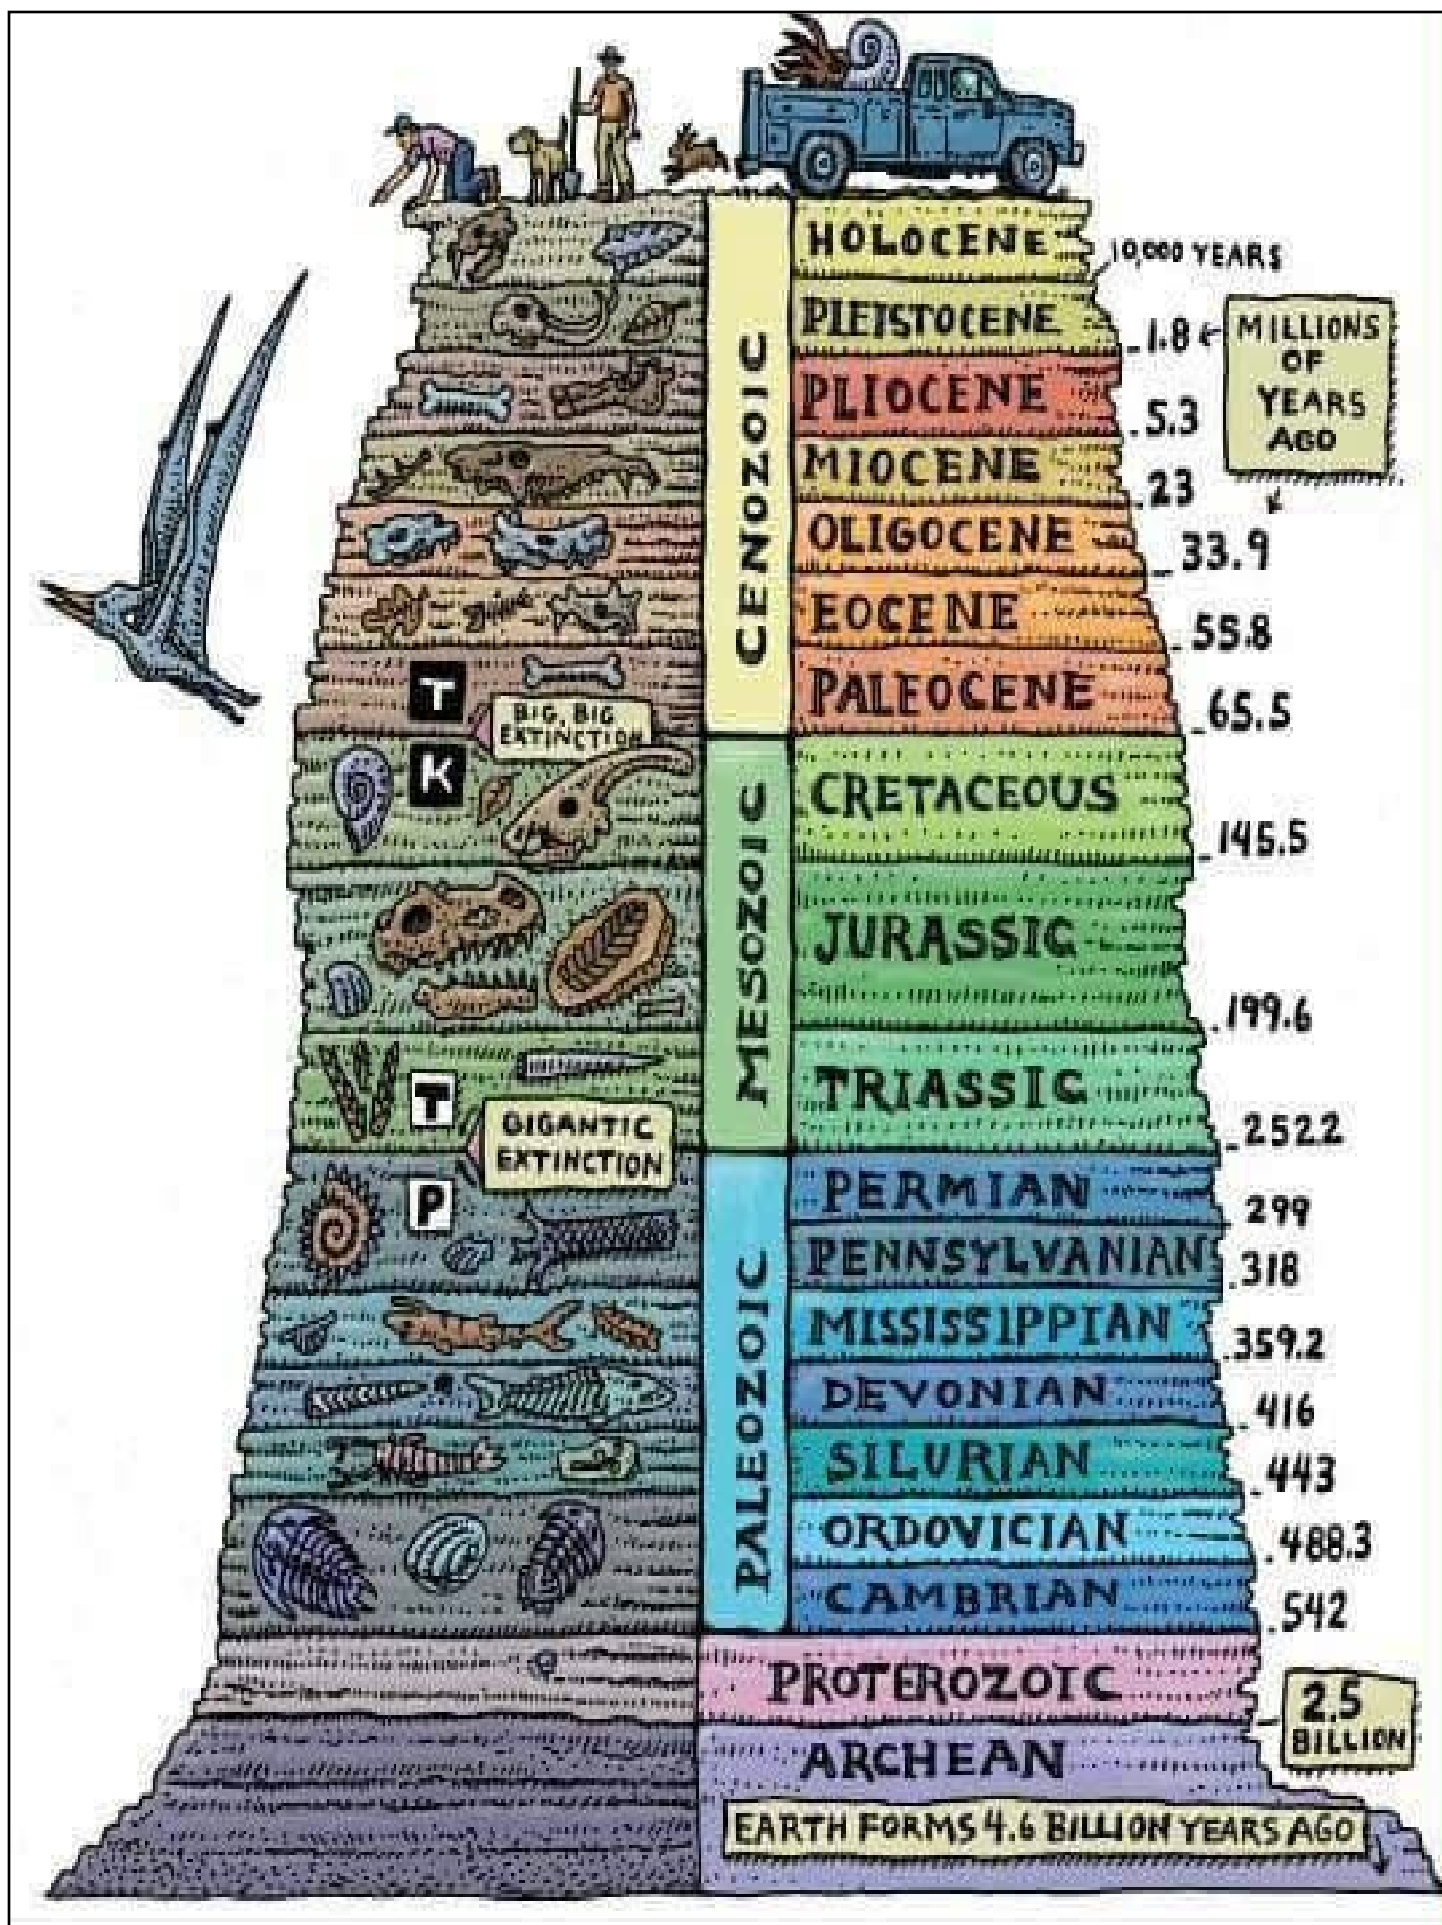 HOLOCENE
10,000 YEARS
PLEISTOCENE
1.8
MILLIONS
OF
YEARS
AGO
PLIOCENE
5.3
MIOCENE
23
OLIGOCENE
33.9
EOCENE
55.8
PALEOCENE
65.5
CENOZOIC
T
BIG, BIG
EXTINCTION
K
CRETACEOUS
145.5
JURASSIC
199.6
TRIASSIC
252.2
MESOZOIC
T
GIGANTIC
EXTINCTION
P
PERMIAN
299
PENNSYLVANIAN
318
MISSISSIPPIAN
359.2
DEVONIAN
416
SILURIAN
443
ORDOVICIAN
488.3
CAMBRIAN
542
PALEOZOIC
PROTEROZOIC
2.5
BILLION
ARCHEAN
EARTH FORMS 4.6 BILLION YEARS AGO